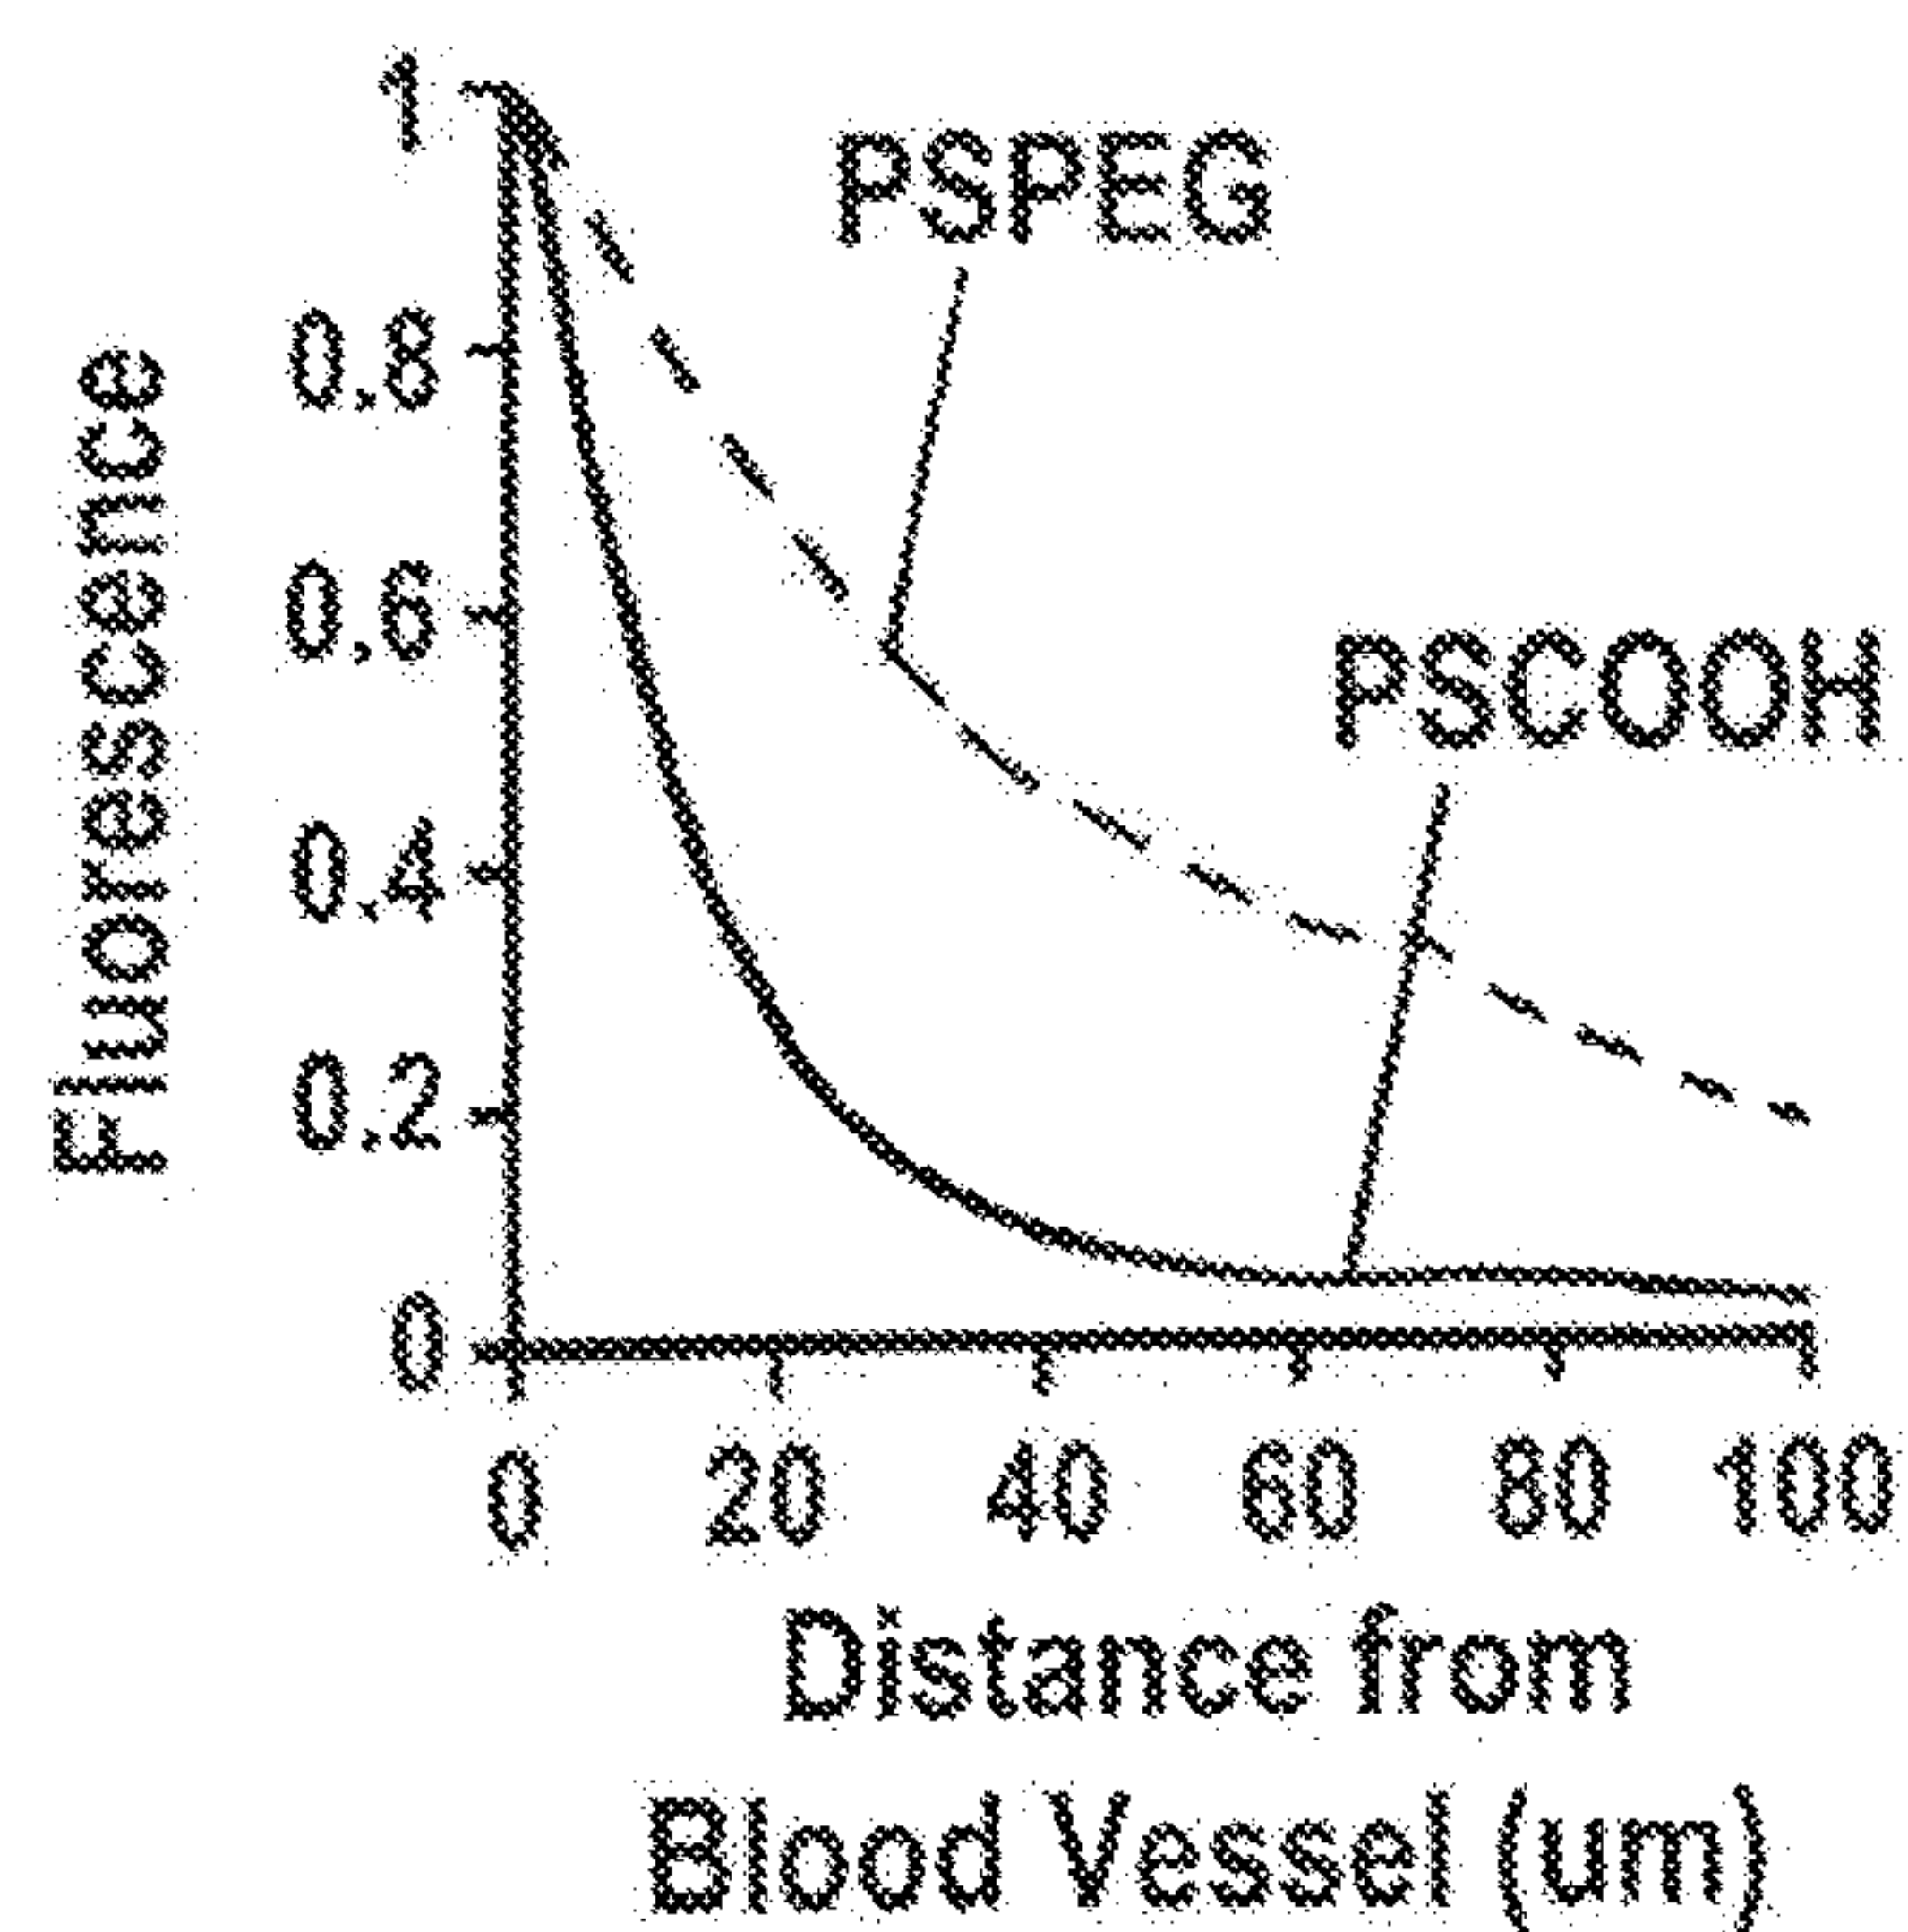 1
PSPEG
0.8
0.6
PSCOOH
0.4
0.2
0
Fluorescence
0 20 40 60 80 100
Distance from
Blood Vessel (um)